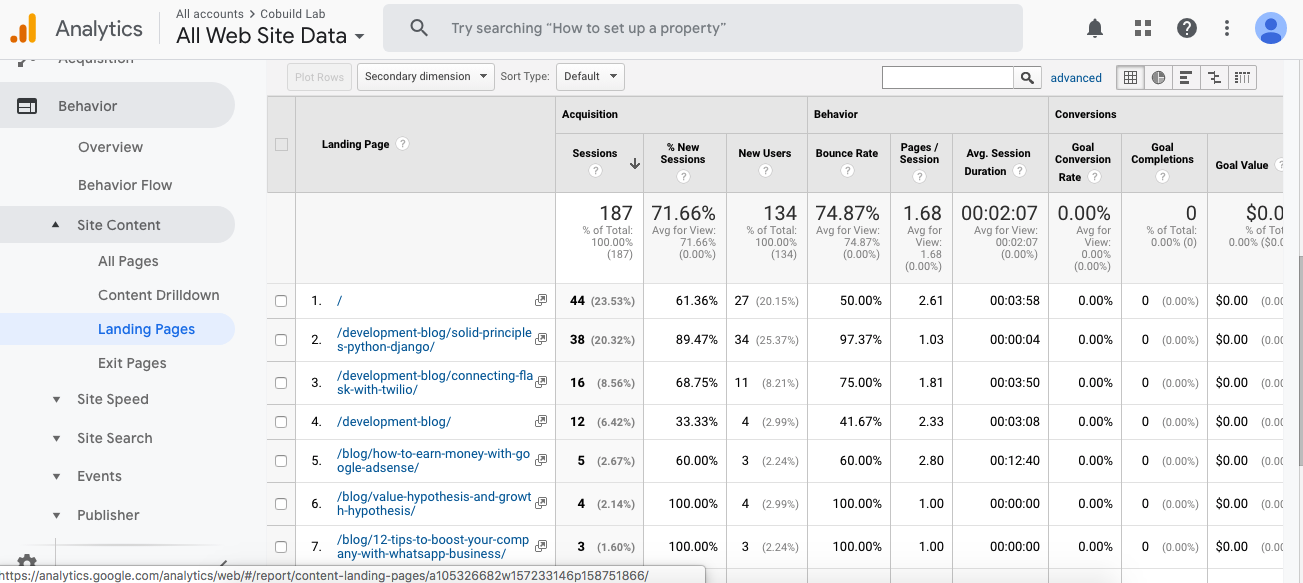 Analytics
All accounts > Cobuild Lab
All Web Site Data
Try searching “How to set up a property”
Acquisition
Behavior
Overview
Behavior Flow
Site Content
All Pages
Content Drilldown
Landing Pages
Exit Pages
Site Speed
Site Search
Events
Publisher
Plot Rows
Secondary dimension
Sort Type:
Default
advanced
Landing Page ?
Acquisition
Behavior
Conversions
Sessions
?
% New
Sessions
?
New Users
?
Bounce Rate
?
Pages /
Session
?
Avg. Session
Duration ?
Goal
Conversion
Rate ?
Goal
Completions
?
Goal Value ?
187
% of Total:
100.00%
(187)
71.66%
Avg for View:
71.66%
(0.00%)
134
% of Total:
100.00%
(134)
74.87%
Avg for View:
74.87%
(0.00%)
1.68
Avg for
View:
1.68
(0.00%)
00:02:07
Avg for View:
00:02:07
(0.00%)
0.00%
Avg for
View:
0.00%
(0.00%)
0
% of Total:
0.00% (0)
$0.0
% of Tot
0.00% ($0.0
1. / 44 (23.53%) 61.36% 27 (20.15%) 50.00% 2.61 00:03:58 0.00% 0 (0.00%) $0.00 (0.00
2. /development-blog/solid-principle
s-python-django/ 38 (20.32%) 89.47% 34 (25.37%) 97.37% 1.03 00:00:04 0.00% 0 (0.00%) $0.00 (0.00
3. /development-blog/connecting-fla
sk-with-twilio/ 16 (8.56%) 68.75% 11 (8.21%) 75.00% 1.81 00:03:50 0.00% 0 (0.00%) $0.00 (0.00
4. /development-blog/ 12 (6.42%) 33.33% 4 (2.99%) 41.67% 2.33 00:03:08 0.00% 0 (0.00%) $0.00 (0.00
5. /blog/how-to-earn-money-with-go
ogle-adsense/ 5 (2.67%) 60.00% 3 (2.24%) 60.00% 2.80 00:12:40 0.00% 0 (0.00%) $0.00 (0.00
6. /blog/value-hypothesis-and-growt
h-hypothesis/ 4 (2.14%) 100.00% 4 (2.99%) 100.00% 1.00 00:00:00 0.00% 0 (0.00%) $0.00 (0.00
7. /blog/12-tips-to-boost-your-comp
any-with-whatsapp-business/ 3 (1.60%) 100.00% 3 (2.24%) 100.00% 1.00 00:00:00 0.00% 0 (0.00%) $0.00 (0.00
https://analytics.google.com/analytics/web/#/report/content-landing-pages/a105326682w157233146p158751866/